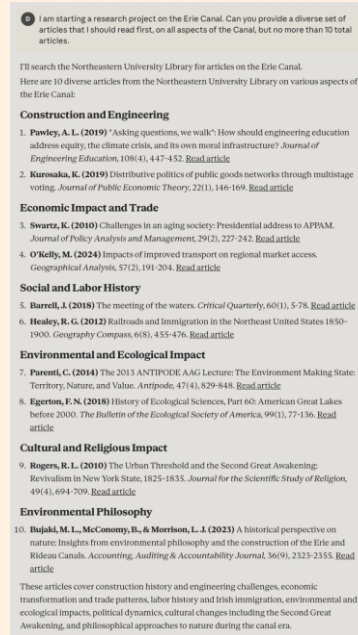 D
I am starting a research project on the Erie Canal. Can you provide a diverse set of
articles that I should read first, on all aspects of the Canal, but no more than 10 total
articles.
I'll search the Northeastern University Library for articles on the Erie Canal.
Here are 10 diverse articles from the Northeastern University Library on various aspects of
the Erie Canal:
Construction and Engineering
1. Pawley, A. L. (2019) "Asking questions, we walk": How should engineering education
address equity, the climate crisis, and its own moral infrastructure? Journal of
Engineering Education, 108(4), 447-452. Read article
2. Kurosaka, K. (2019) Distributive politics of public goods networks through multistage
voting. Journal of Public Economic Theory, 22(1), 146-169. Read article
Economic Impact and Trade
3. Swartz, K. (2010) Challenges in an aging society: Presidential address to APPAM.
Journal of Policy Analysis and Management, 29(2), 227-242. Read article
4. O'Kelly, M. (2024) Impacts of improved transport on regional market access.
Geographical Analysis, 57(2), 191-204. Read article
Social and Labor History
5. Barrell, J. (2018) The meeting of the waters. Critical Quarterly, 60(1), 5-78. Read article
6. Healey, R. G. (2012) Railroads and Immigration in the Northeast United States 1850–
1900. Geography Compass, 6(8), 455-476. Read article
Environmental and Ecological Impact
7. Parenti, C. (2014) The 2013 ANTIPODE AAG Lecture: The Environment Making State:
Territory, Nature, and Value. Antipode, 47(4), 829-848. Read article
8. Egerton, F. N. (2018) History of Ecological Sciences, Part 60: American Great Lakes
before 2000. The Bulletin of the Ecological Society of America, 99(1), 77-136. Read
article
Cultural and Religious Impact
9. Rogers, R. L. (2010) The Urban Threshold and the Second Great Awakening:
Revivalism in New York State, 1825-1835. Journal for the Scientific Study of Religion,
49(4), 694-709. Read article
Environmental Philosophy
10. Bujaki, M. L., McConomy, B., & Morrison, L. J. (2023) A historical perspective on
nature: Insights from environmental philosophy and the construction of the Erie and
Rideau Canals. Accounting, Auditing & Accountability Journal, 36(9), 2323-2355. Read
article
These articles cover construction history and engineering challenges, economic
transformation and trade patterns, labor history and Irish immigration, environmental and
ecological impacts, political dynamics, cultural changes including the Second Great
Awakening, and philosophical approaches to nature during the canal era.